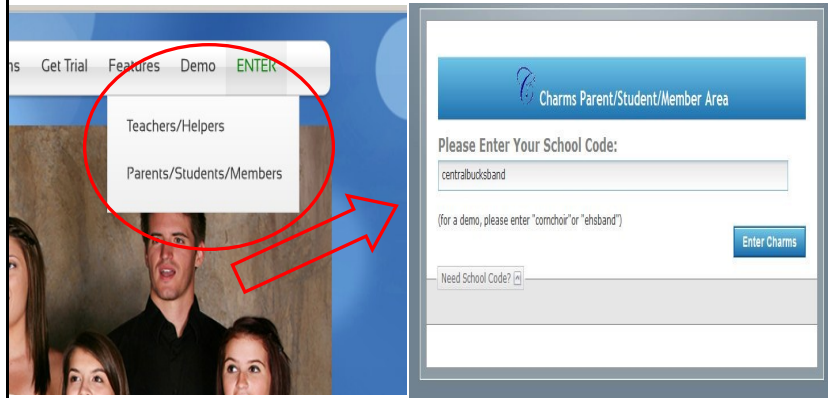 ns Get Trial Features Demo ENTER
Teachers/Helpers
Parents/Students/Members
Charms Parent/Student/Member Area
Please Enter Your School Code:
centralbucksband
(for a demo, please enter "cornchoir"or "ehsband")
Enter Charms
Need School Code?